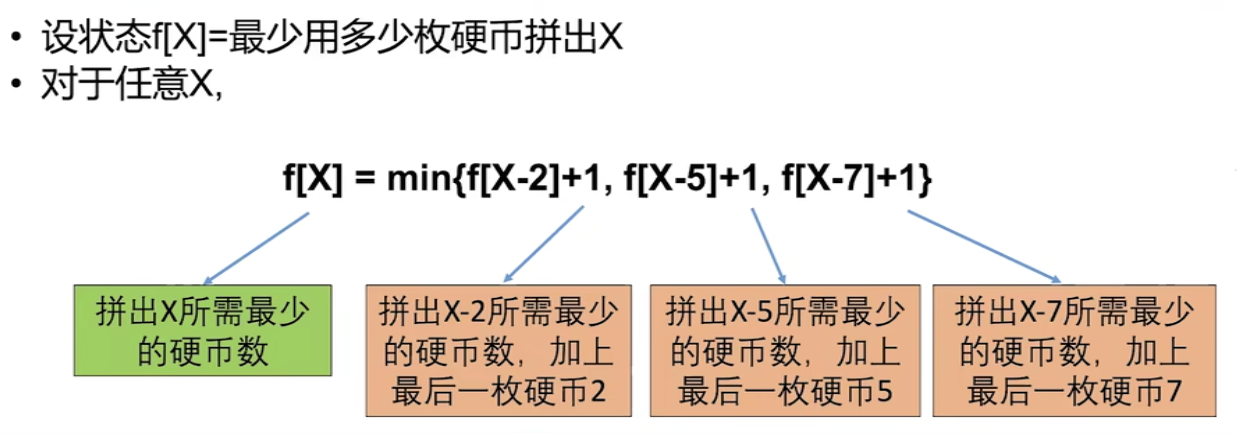 • 设状态f[X]=最少用多少枚硬币拼出X
• 对于任意X,
f[X] = min{f[X-2]+1, f[X-5]+1, f[X-7]+1}
拼出X所需最少
的硬币数
拼出X-2所需最少
的硬币数，加上
最后一枚硬币2
拼出X-5所需最少
的硬币数，加上
最后一枚硬币5
拼出X-7所需最少
的硬币数，加上
最后一枚硬币7